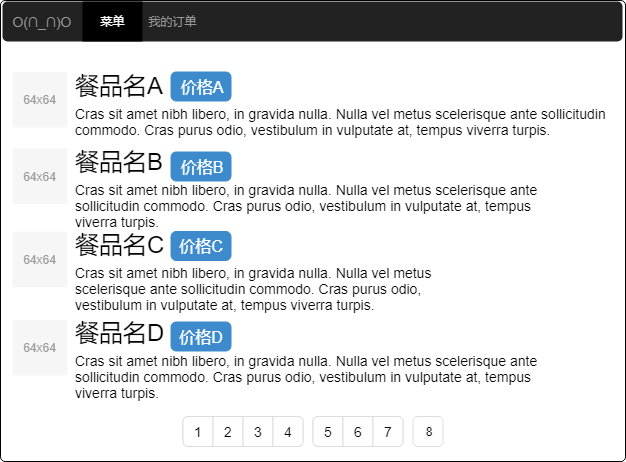 O(∩_∩)O 菜单 我的订单
64x64
餐品名A 价格A
Cras sit amet nibh libero, in gravida nulla. Nulla vel metus scelerisque ante sollicitudin
commodo. Cras purus odio, vestibulum in vulputate at, tempus viverra turpis.
64x64
餐品名B 价格B
Cras sit amet nibh libero, in gravida nulla. Nulla vel metus scelerisque ante
sollicitudin commodo. Cras purus odio, vestibulum in vulputate at, tempus
viverra turpis.
64x64
餐品名C 价格C
Cras sit amet nibh libero, in gravida nulla. Nulla vel metus
scelerisque ante sollicitudin commodo. Cras purus odio,
vestibulum in vulputate at, tempus viverra turpis.
64x64
餐品名D 价格D
Cras sit amet nibh libero, in gravida nulla. Nulla vel metus scelerisque ante
sollicitudin commodo. Cras purus odio, vestibulum in vulputate at, tempus
viverra turpis.
1 2 3 4 5 6 7 8